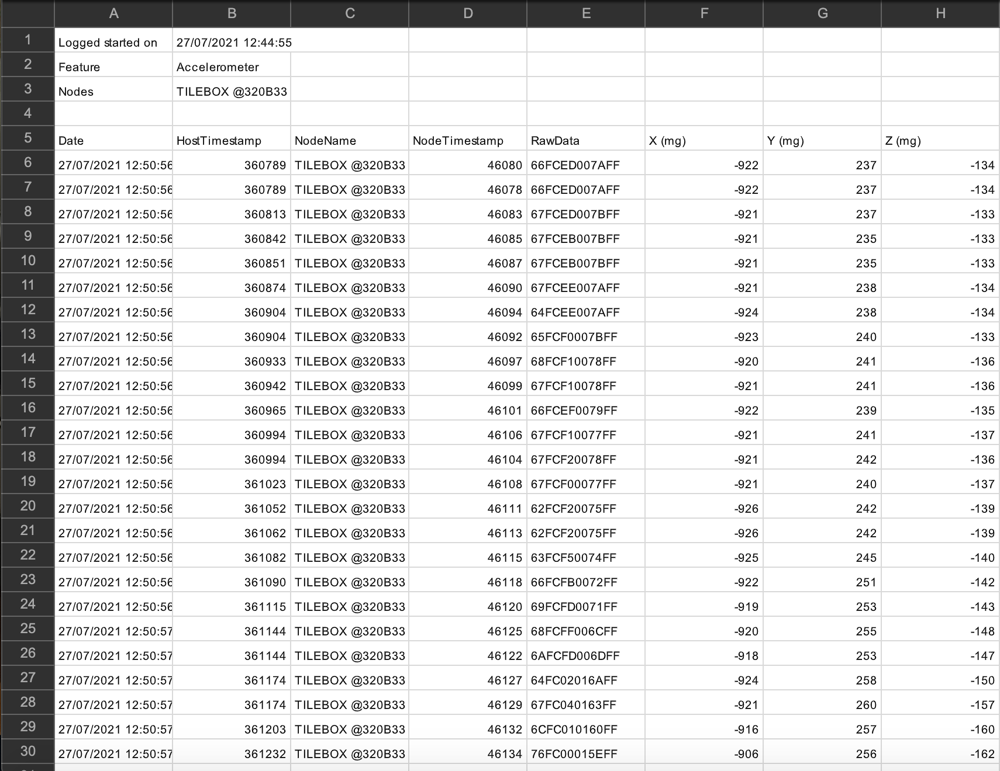 A B C D E F G H
1 Logged started on 27/07/2021 12:44:55
2 Feature Accelerometer
3 Nodes TILEBOX @320B33
4
5 Date HostTimestamp NodeName NodeTimestamp RawData X (mg) Y (mg) Z (mg)
6 27/07/2021 12:50:56 360789 TILEBOX @320B33 46080 66FCED007AFF -922 237 -134
7 27/07/2021 12:50:56 360789 TILEBOX @320B33 46078 66FCED007AFF -922 237 -134
8 27/07/2021 12:50:56 360813 TILEBOX @320B33 46083 67FCED007BFF -921 237 -133
9 27/07/2021 12:50:56 360842 TILEBOX @320B33 46085 67FCEB007BFF -921 235 -133
10 27/07/2021 12:50:56 360851 TILEBOX @320B33 46087 67FCEB007BFF -921 235 -133
11 27/07/2021 12:50:56 360874 TILEBOX @320B33 46090 67FCEE007AFF -921 238 -134
12 27/07/2021 12:50:56 360904 TILEBOX @320B33 46094 64FCEE007AFF -924 238 -134
13 27/07/2021 12:50:56 360904 TILEBOX @320B33 46092 65FCF0007BFF -923 240 -133
14 27/07/2021 12:50:56 360933 TILEBOX @320B33 46097 68FCF10078FF -920 241 -136
15 27/07/2021 12:50:56 360942 TILEBOX @320B33 46099 67FCF10078FF -921 241 -136
16 27/07/2021 12:50:56 360965 TILEBOX @320B33 46101 66FCEF0079FF -922 239 -135
17 27/07/2021 12:50:56 360994 TILEBOX @320B33 46106 67FCF10077FF -921 241 -137
18 27/07/2021 12:50:56 360994 TILEBOX @320B33 46104 67FCF20078FF -921 242 -136
19 27/07/2021 12:50:56 361023 TILEBOX @320B33 46108 67FCF00077FF -921 240 -137
20 27/07/2021 12:50:56 361052 TILEBOX @320B33 46111 62FCF20075FF -926 242 -139
21 27/07/2021 12:50:56 361062 TILEBOX @320B33 46113 62FCF20075FF -926 242 -139
22 27/07/2021 12:50:56 361082 TILEBOX @320B33 46115 63FCF50074FF -925 245 -140
23 27/07/2021 12:50:56 361090 TILEBOX @320B33 46118 66FCFB0072FF -922 251 -142
24 27/07/2021 12:50:56 361115 TILEBOX @320B33 46120 69FCFD0071FF -919 253 -143
25 27/07/2021 12:50:57 361144 TILEBOX @320B33 46125 68FCFF006CFF -920 255 -148
26 27/07/2021 12:50:57 361144 TILEBOX @320B33 46122 6AFCFD006DFF -918 253 -147
27 27/07/2021 12:50:57 361174 TILEBOX @320B33 46127 64FC02016AFF -924 258 -150
28 27/07/2021 12:50:57 361174 TILEBOX @320B33 46129 67FC040163FF -921 260 -157
29 27/07/2021 12:50:57 361203 TILEBOX @320B33 46132 6CFC010160FF -916 257 -160
30 27/07/2021 12:50:57 361232 TILEBOX @320B33 46134 76FC00015EFF -906 256 -162